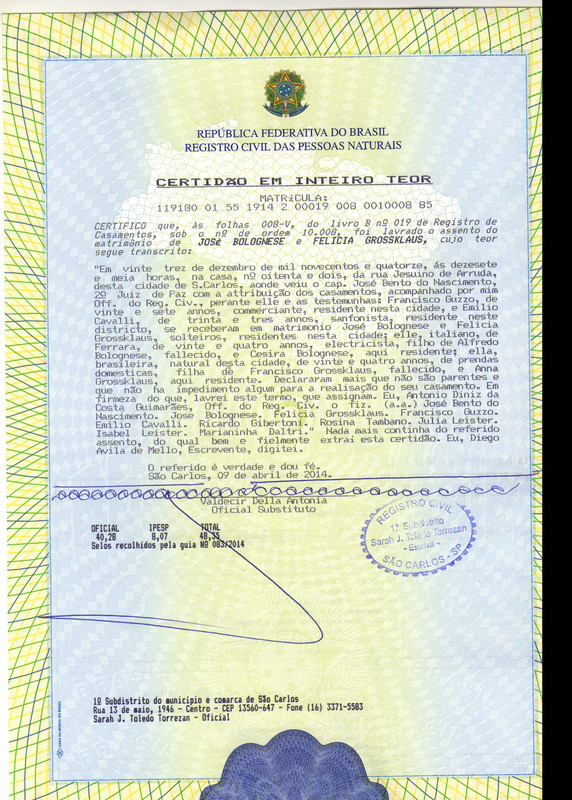 REPÚBLICA FEDERATIVA DO BRASIL
REGISTRO CIVIL DAS PESSOAS NATURAIS
CERTIDÃO EM INTEIRO TEOR
MATRíCULA:
119180 01 55 1914 2 00019 008 0010008 85
CERTIFICO que, às folhas 008-V, do livro B nº 019 de Registro de
Casamentos, sob o nº de ordem 10.008, foi lavrado o assento do
matrimônio de JOSÉ BOLOGNESE e FELÍCIA GROSSKLAUS, cujo teor
segue transcrito:
"Em vinte trez de dezembro de mil novecentos e quatorze, ás dezesete
e meia horas, na casa, nº oitenta e dois, da rua Jesuino de Arruda,
desta cidade de S.Carlos, aonde veiu o cap. José Bento do Nascimento,
2º Juiz de Paz com a attribuição dos casamentos, acompanhado por mim
Off. do Reg. Civ., perante elle e as testemunhas: Francisco Guzzo, de
vinte e sete anos, commerciante, residente nesta cidade, e Emilio
Cavalli, de trinta e tres anos, sanfonista, residente neste
districto, se receberam em matrimonio José Bolognese e Felicia
Grossklaus, solteiros, residentes nesta cidade; elle, italiano, de
Ferrara, de vinte e quatro annos, electricista, filho de Alfredo
Bolognese, fallecido, e Cesira Bolognese, aqui residente; ella,
brasileira, natural desta cidade, de vinte e quatro annos, de prendas
domesticas, filha de Francisco Grossklaus, fallecido, e Anna
Grossklaus, aqui residente. Declararam mais que não são parentes e
que não ha impedimento algum para a realisação do seu casamento. Em
firmeza do que, lavrei este termo, que assignam. Eu, Antonio Diniz da
Costa Guimarães, Off. do Reg. Civ. o fiz. (a.a.) José Bento do
Nascimento. Jose Bolognese. Felicia Grossklaus. Francisco Guzzo.
Emilio Cavalli. Ricardo Gibertoni. Rosina Tambano. Julia Leister.
Isabel Leister. Marianinha Daltri." Nada mais continha do referido
assento, do qual bem e fielmente extraí esta certidão. Eu, Diego
Avila de Mello, Escrevente, digitei.
O referido é verdade e dou fé.
São Carlos, 09 de abril de 2014.
Valdecir Della Antonia
Oficial Substituto
OFICIAL IPESP TOTAL
40,28 8,07 48,35
Selos recolhidos pela guia Nº 083/2014
REGISTRO CIVIL
1º Subdistrito
Sarah J. Toledo Torrezan
SÃO CARLOS - SP
1º Subdistrito do município e comarca de São Carlos
Rua 13 de maio, 1946 - Centro - CEP 13560-647 - Fone (16) 3371-5583
Sarah J. Toledo Torrezan - Oficial
CASA DA MOEDA DO BRASIL